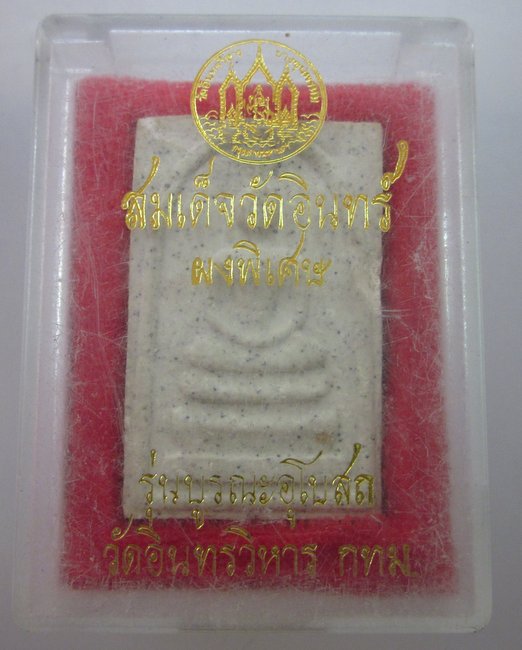 สมเด็จวัดอินทร์
ผงพิเศษ
รุ่นบูรณะอุโบสถ
วัดอินทรวิหาร กทม.